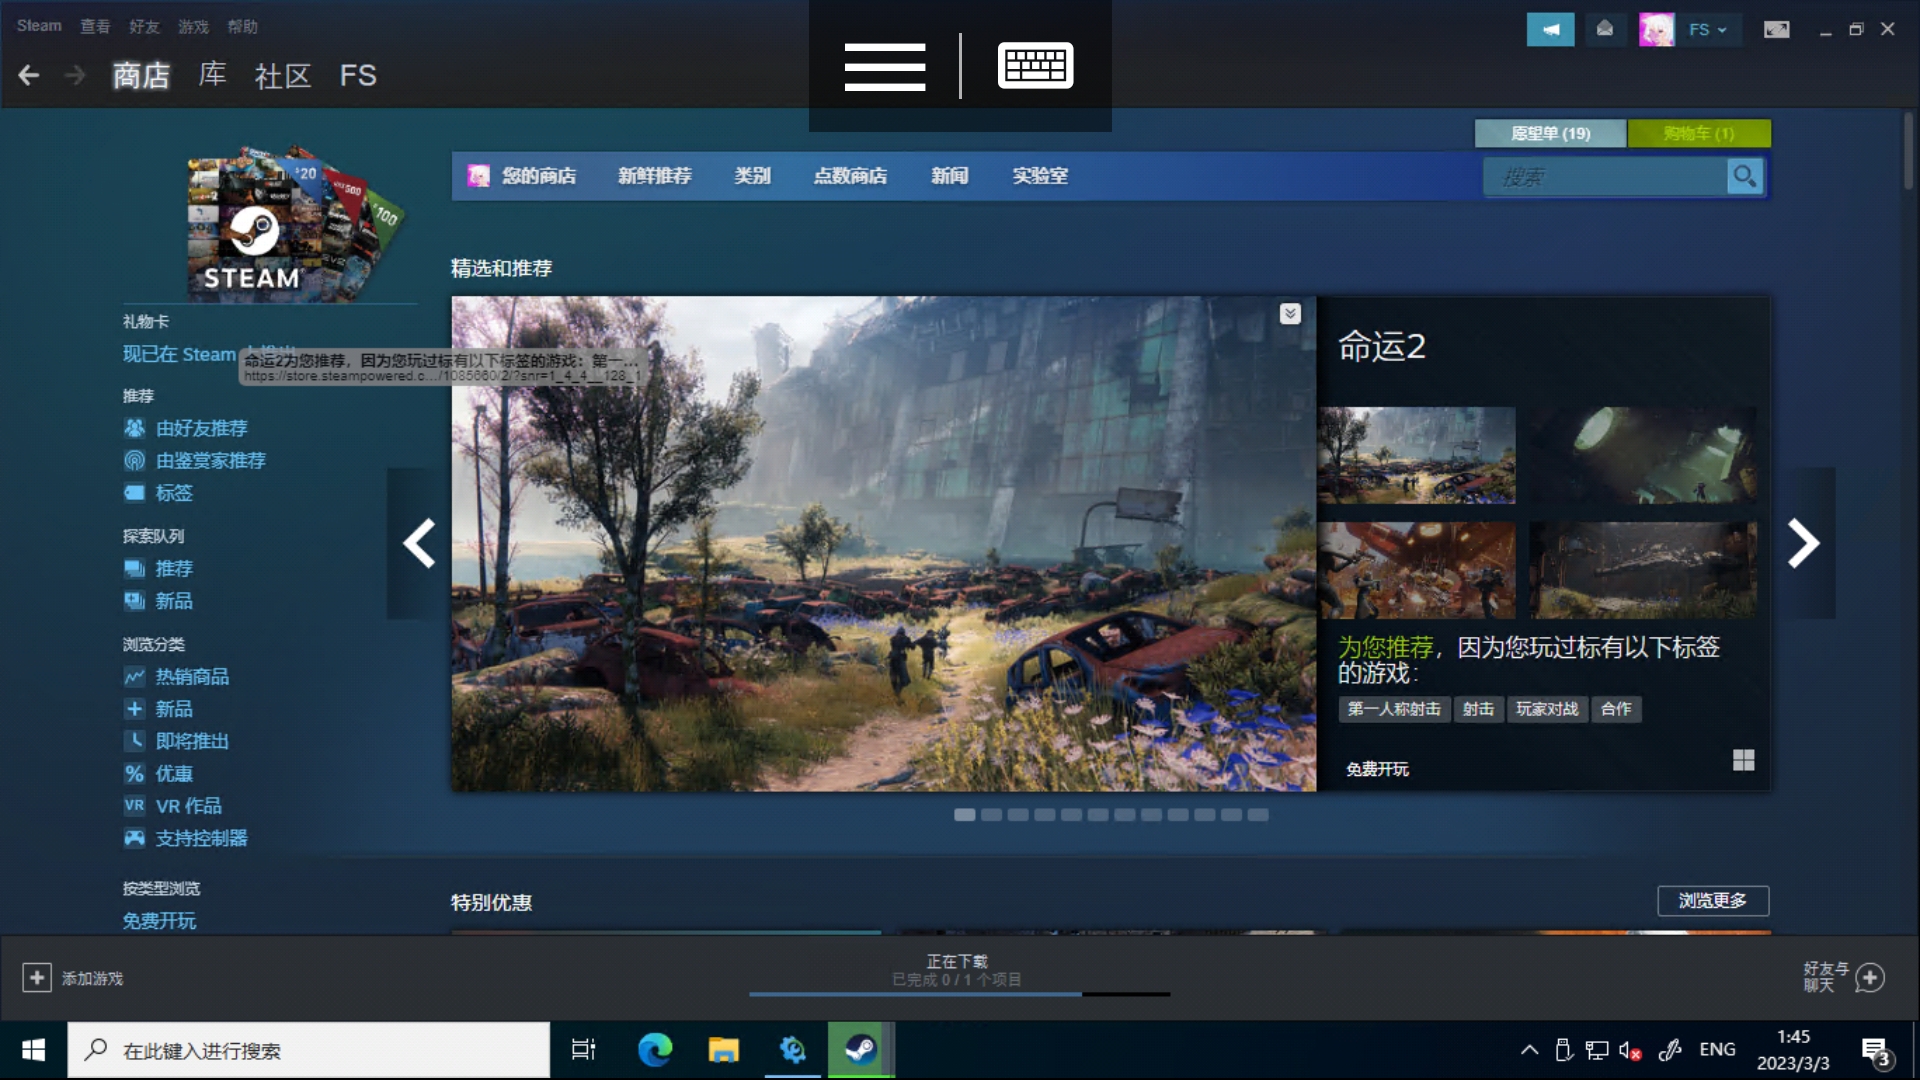 Steam 查看 好友 游戏 帮助
FS
商店 库 社区 FS
愿望单 (19) 购物车 (1)
您的商店 新鲜推荐 类别 点数商店 新闻 实验室
搜索
$20
$100
STEAM
礼物卡
现已在 Steam
命运2为您推荐，因为您玩过标有以下标签的游戏：第一...
https://store.steampowered.c.../1085660/2/?snr=1_4_4__128_1
推荐
由好友推荐
由鉴赏家推荐
标签
探索队列
推荐
新品
浏览分类
热销商品
新品
即将推出
% 优惠
VR VR 作品
支持控制器
按类型浏览
免费开玩
精选和推荐
命运2
为您推荐，因为您玩过标有以下标签
的游戏：
第一人称射击 射击 玩家对战 合作
免费开玩
特别优惠
浏览更多
添加游戏
正在下载
已完成 0 / 1 个项目
好友与
聊天
在此键入进行搜索
ENG
1:45
2023/3/3
3